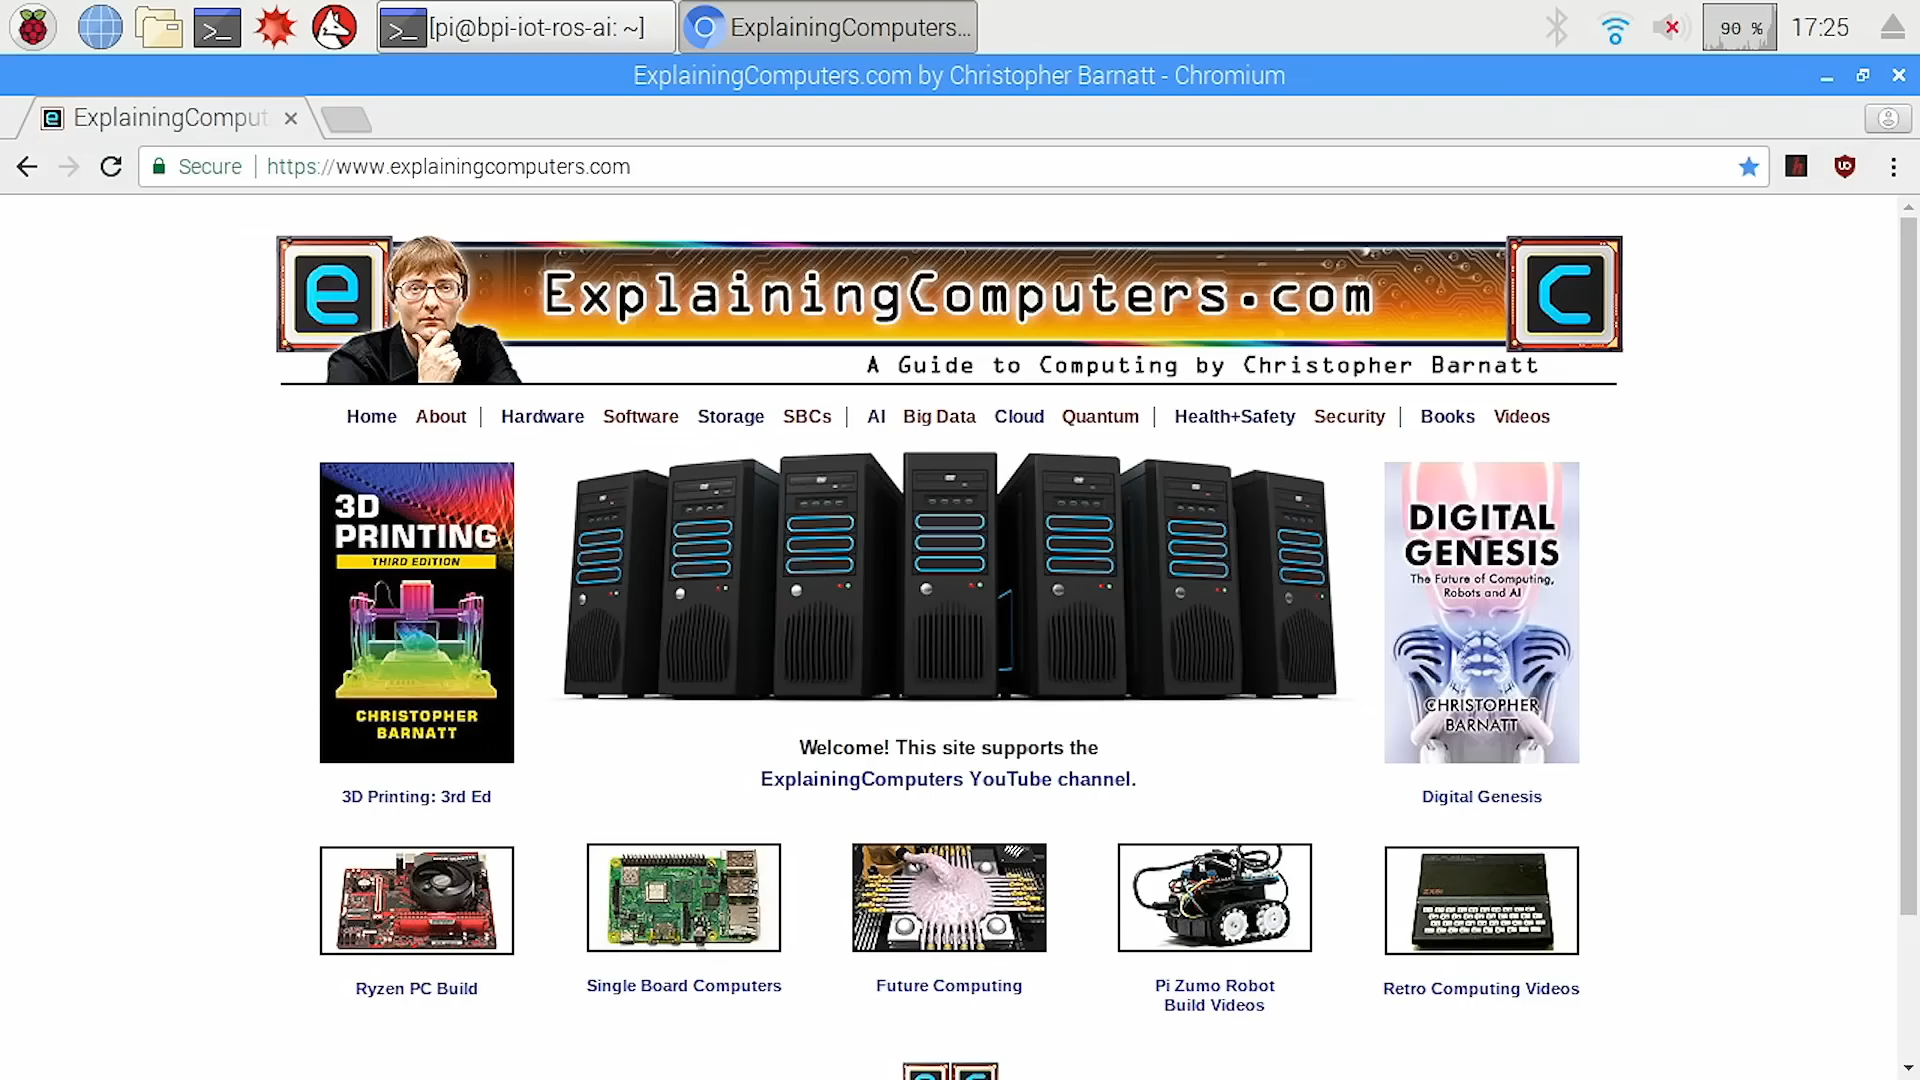 [pi@bpi-iot-ros-ai: ~]
ExplainingComputers...
90 %
17:25
ExplainingComputers.com by Christopher Barnatt - Chromium
ExplainingComput
Secure
https://www.explainingcomputers.com
e
ExplainingComputers.com
C
A Guide to Computing by Christopher Barnatt
Home About | Hardware Software Storage SBCs | AI Big Data Cloud Quantum | Health+Safety Security | Books Videos
3D
PRINTING
THIRD EDITION
CHRISTOPHER
BARNATT
3D Printing: 3rd Ed
Welcome! This site supports the
ExplainingComputers YouTube channel.
DIGITAL
GENESIS
The Future of Computing,
Robots and AI
CHRISTOPHER
BARNATT
Digital Genesis
Ryzen PC Build
Single Board Computers
Future Computing
Pi Zumo Robot
Build Videos
Retro Computing Videos